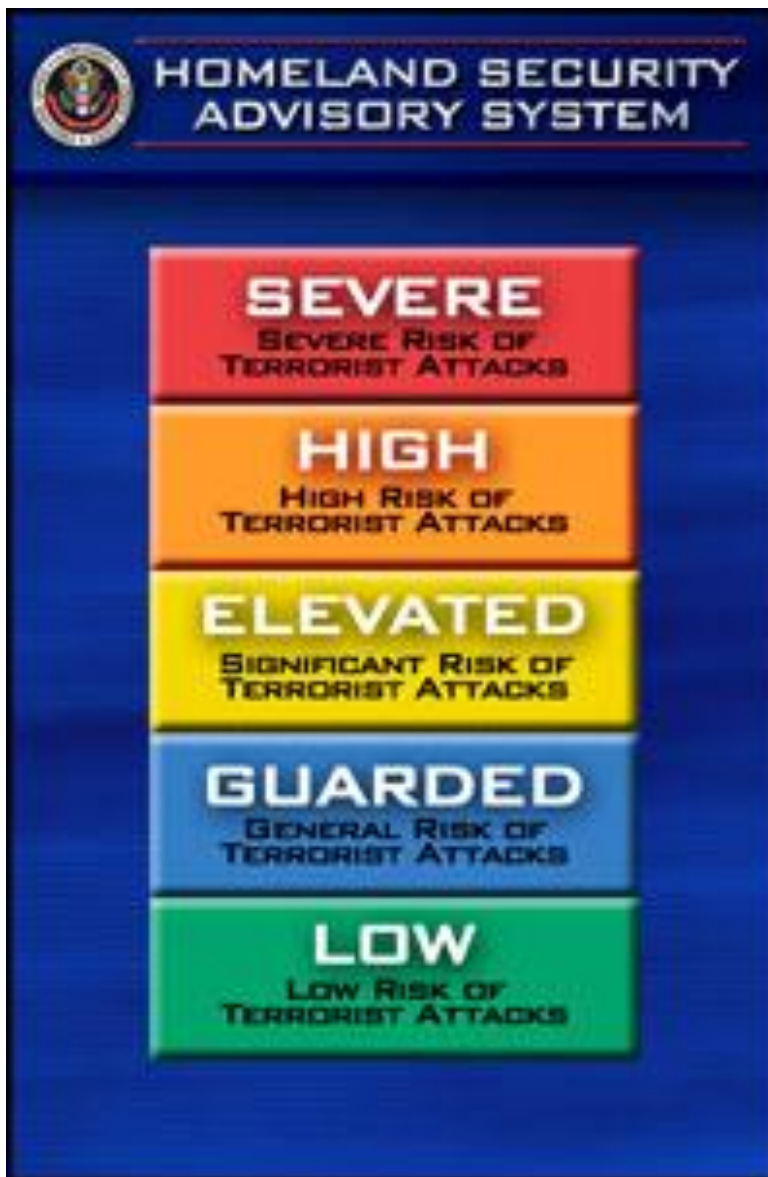 HOMELAND SECURITY
ADVISORY SYSTEM
SEVERE
SEVERE RISK OF
TERRORIST ATTACKS
HIGH
HIGH RISK OF
TERRORIST ATTACKS
ELEVATED
SIGNIFICANT RISK OF
TERRORIST ATTACKS
GUARDED
GENERAL RISK OF
TERRORIST ATTACKS
LOW
LOW RISK OF
TERRORIST ATTACKS